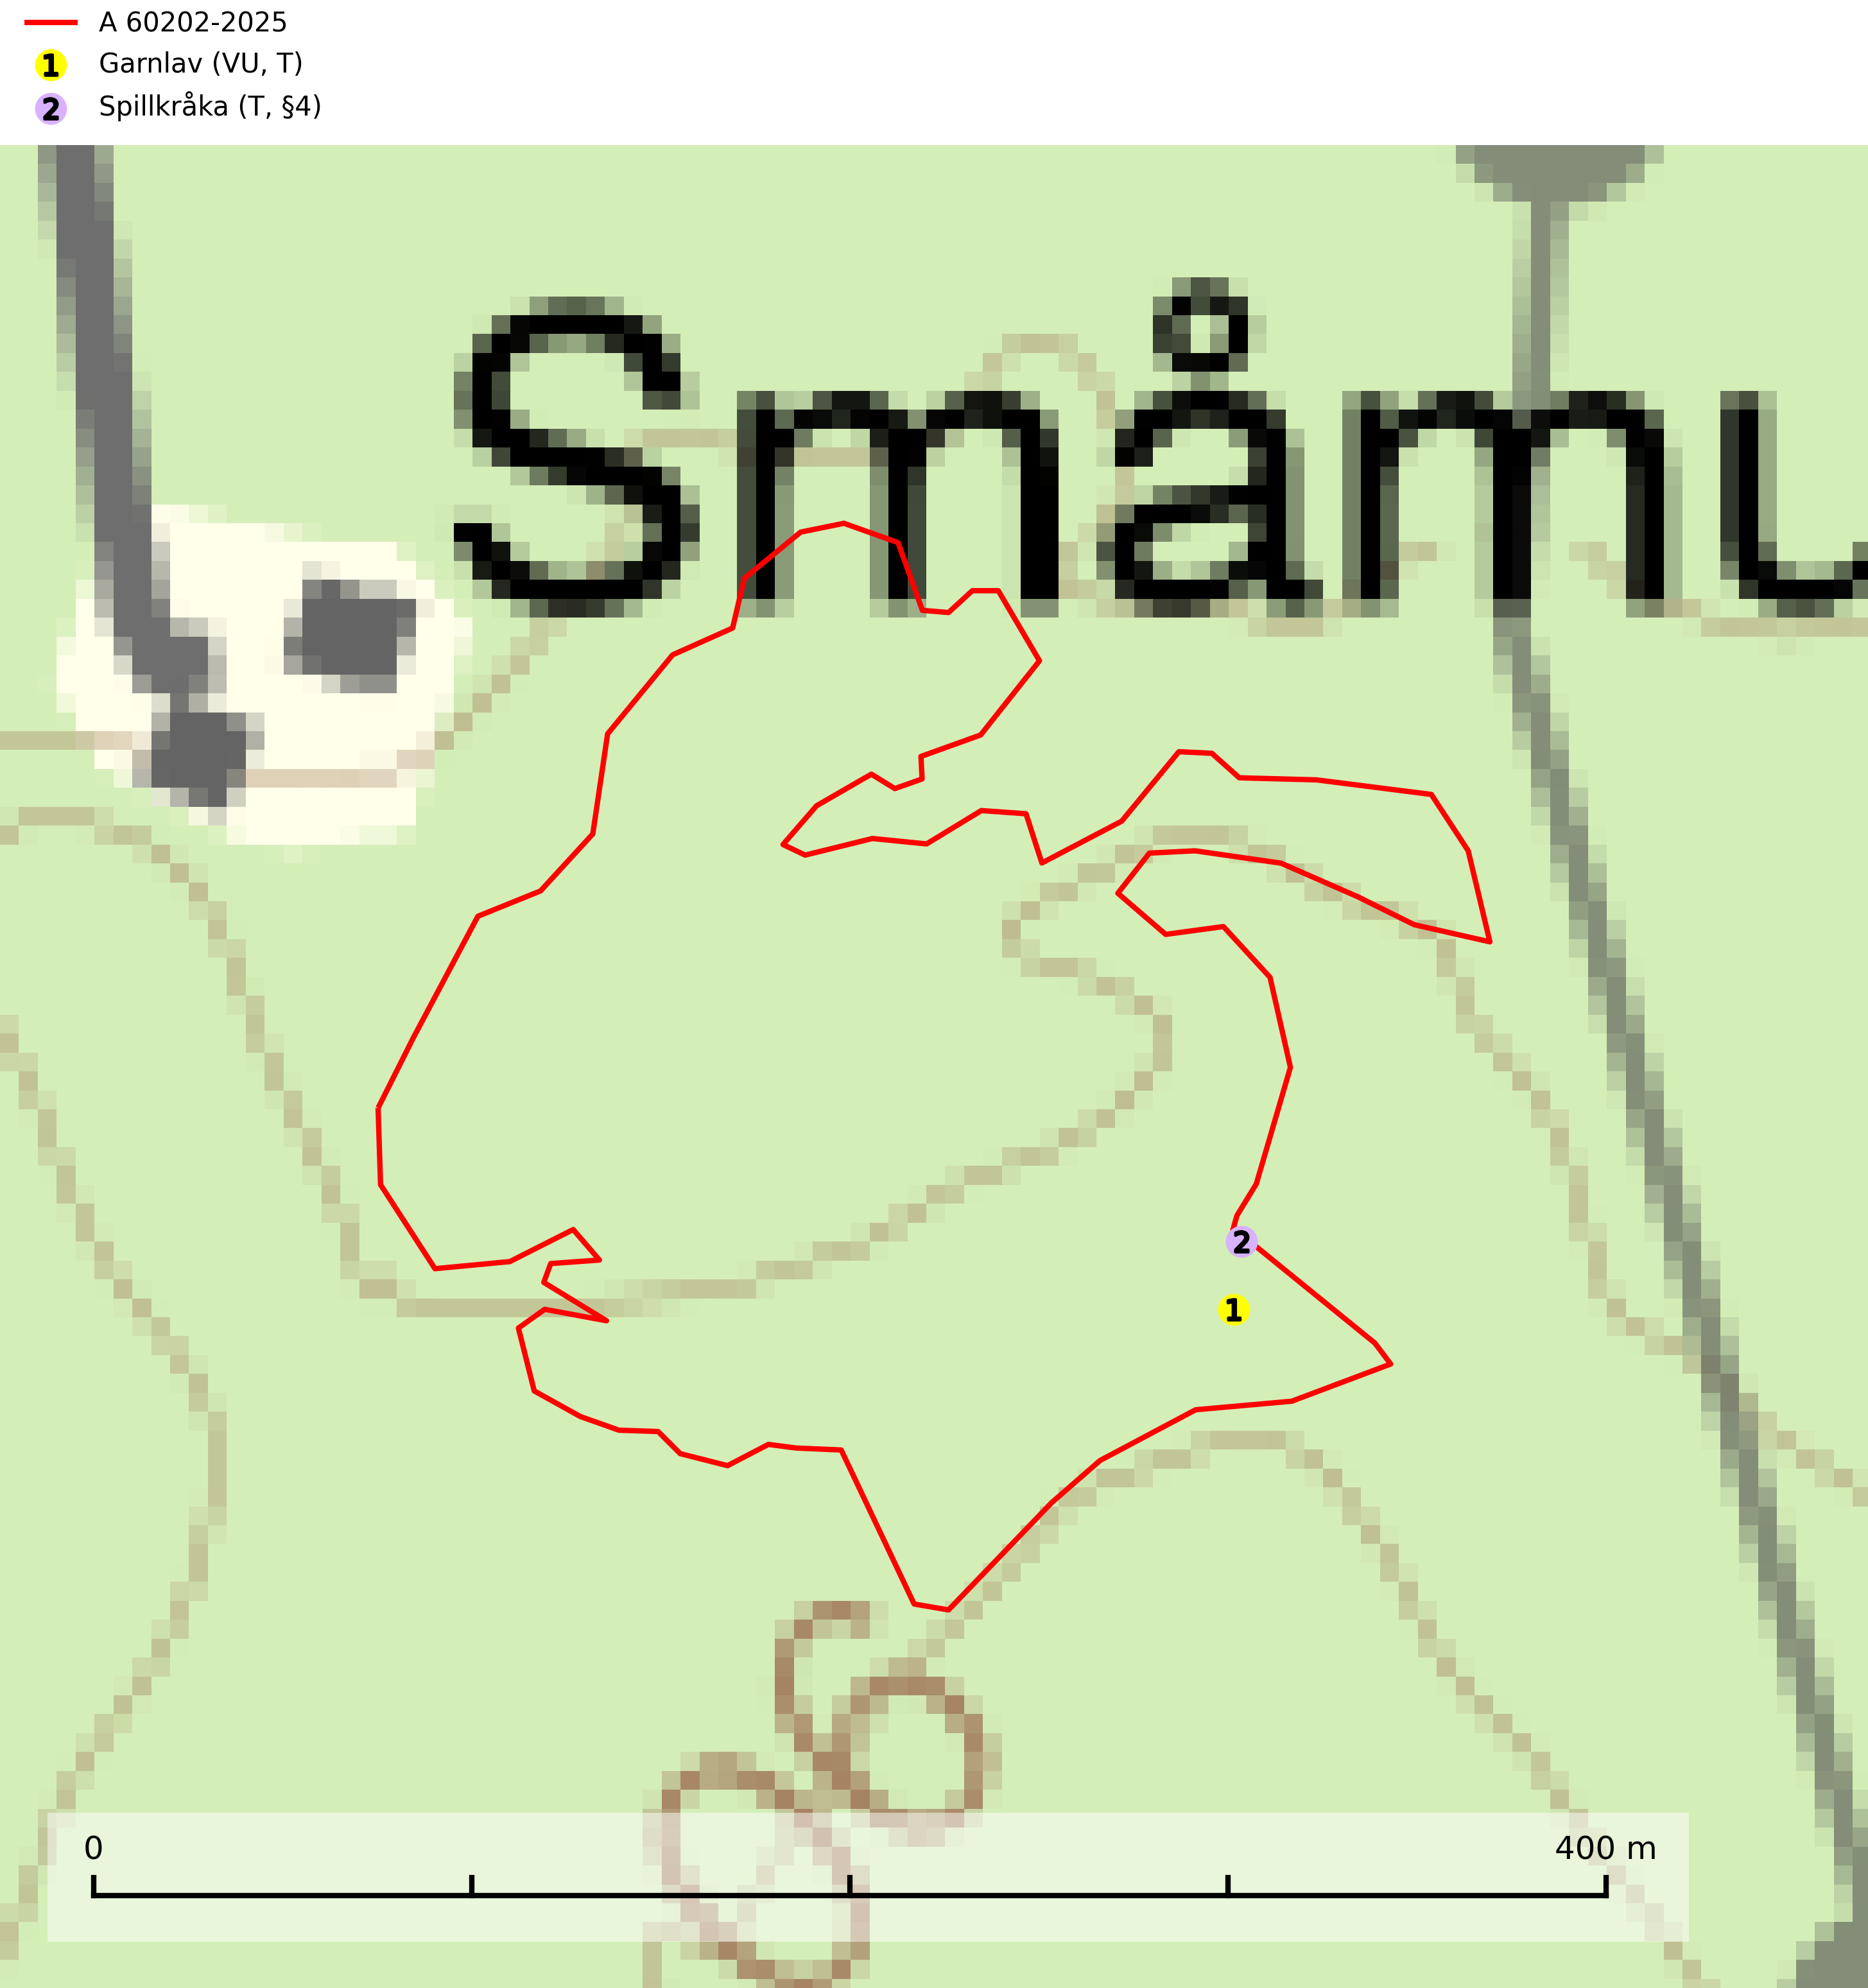 A 60202-2025
1 Garnlav (VU, T)
2 Spillkråka (T, §4)
Småmu
2
1
0 400 m